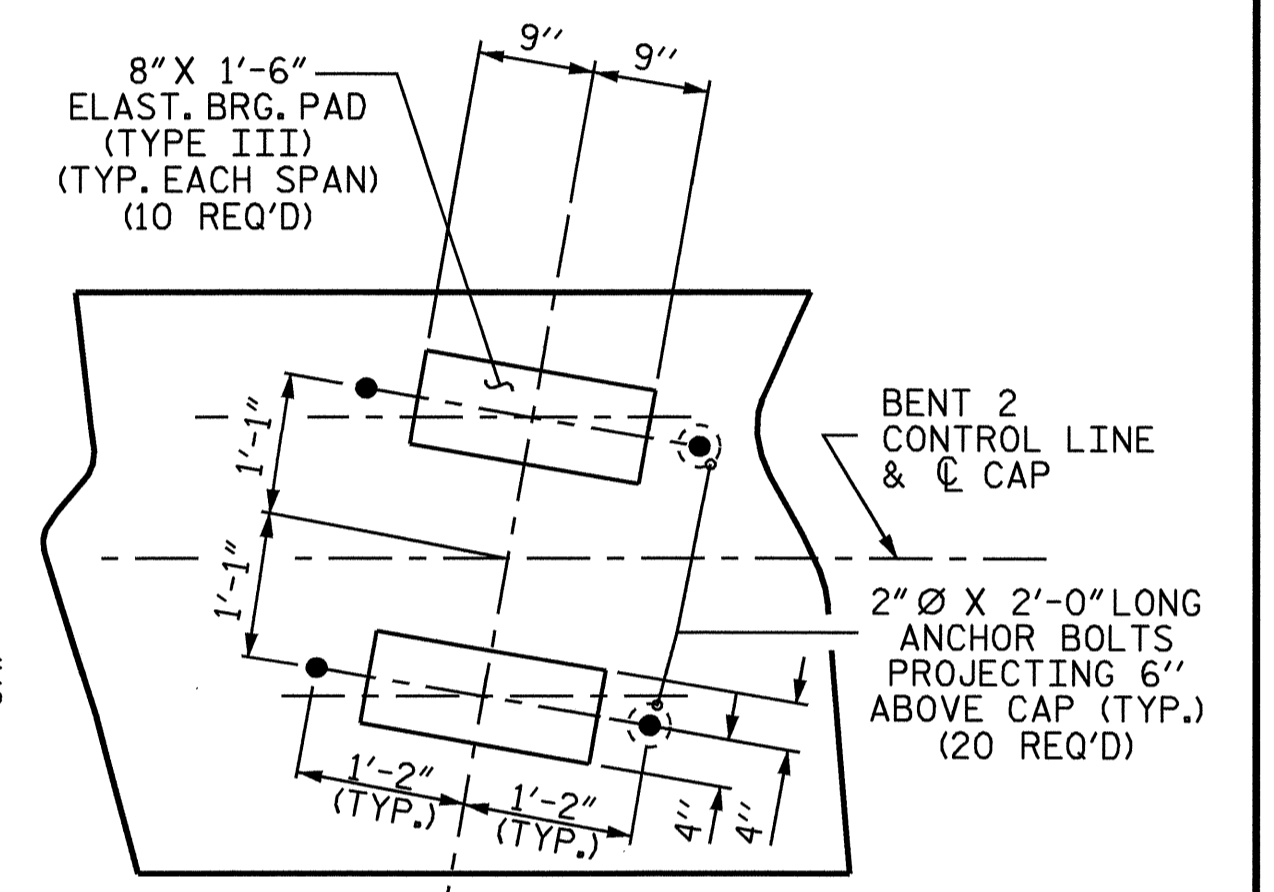 9"
9"
8" X 1'-6"
ELAST. BRG. PAD
(TYPE III)
(TYP. EACH SPAN)
(10 REQ'D)
1'-1"
1'-1"
BENT 2
CONTROL LINE
& ℄ CAP
2" Ø X 2'-0" LONG
ANCHOR BOLTS
PROJECTING 6"
ABOVE CAP (TYP.)
(20 REQ'D)
1'-2"
(TYP.)
1'-2"
(TYP.)
4"
4"